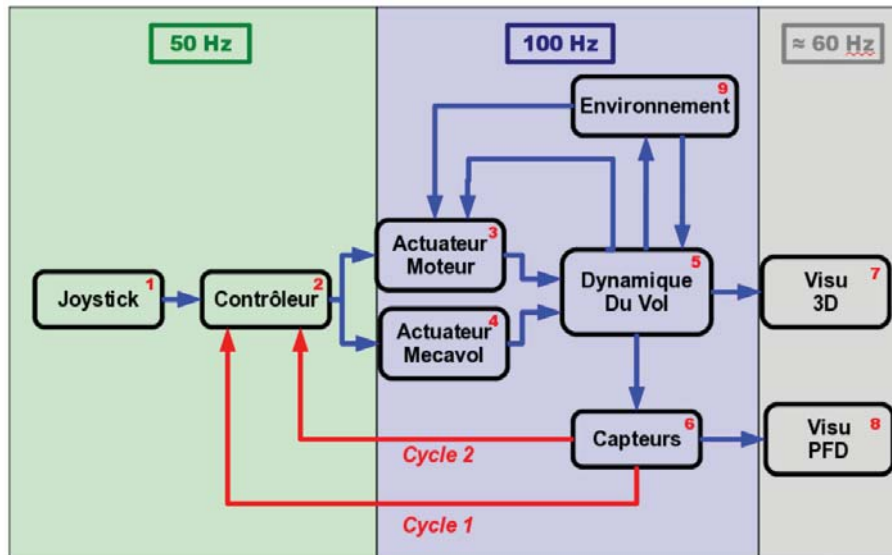 50 Hz
100 Hz
≈ 60 Hz
9
Environnement
3
Actuateur
Moteur
1
Joystick
2
Contrôleur
4
Actuateur
Mecavol
5
Dynamique
Du Vol
7
Visu
3D
6
Capteurs
8
Visu
PFD
Cycle 2
Cycle 1